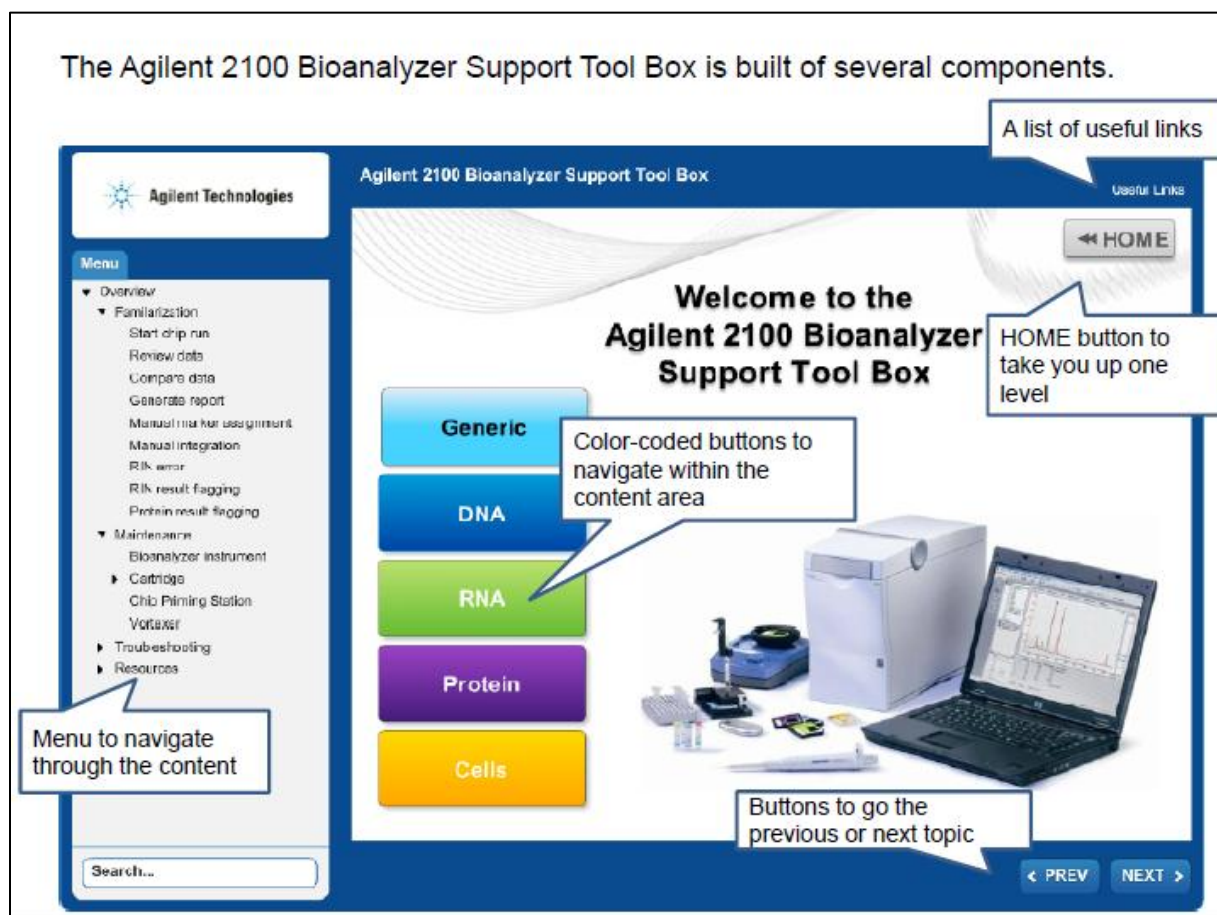 The Agilent 2100 Bioanalyzer Support Tool Box is built of several components.
A list of useful links
Agilent Technologies
Agilent 2100 Bioanalyzer Support Tool Box
Useful Links
HOME
Menu
Overview
Familarization
Start chip run
Review data
Compare data
Generate report
Manual marker assignment
Manual integration
RIN error
RIN result flagging
Protein result flagging
Maintenance
Bioanalyzer instrument
Cartridge
Chip Priming Station
Vortexer
Troubleshooting
Resources
Welcome to the
Agilent 2100 Bioanalyzer
Support Tool Box
HOME button to
take you up one
level
Generic
Color-coded buttons to
navigate within the
content area
DNA
RNA
Protein
Cells
Menu to navigate
through the content
Buttons to go the
previous or next topic
Search...
< PREV
NEXT >